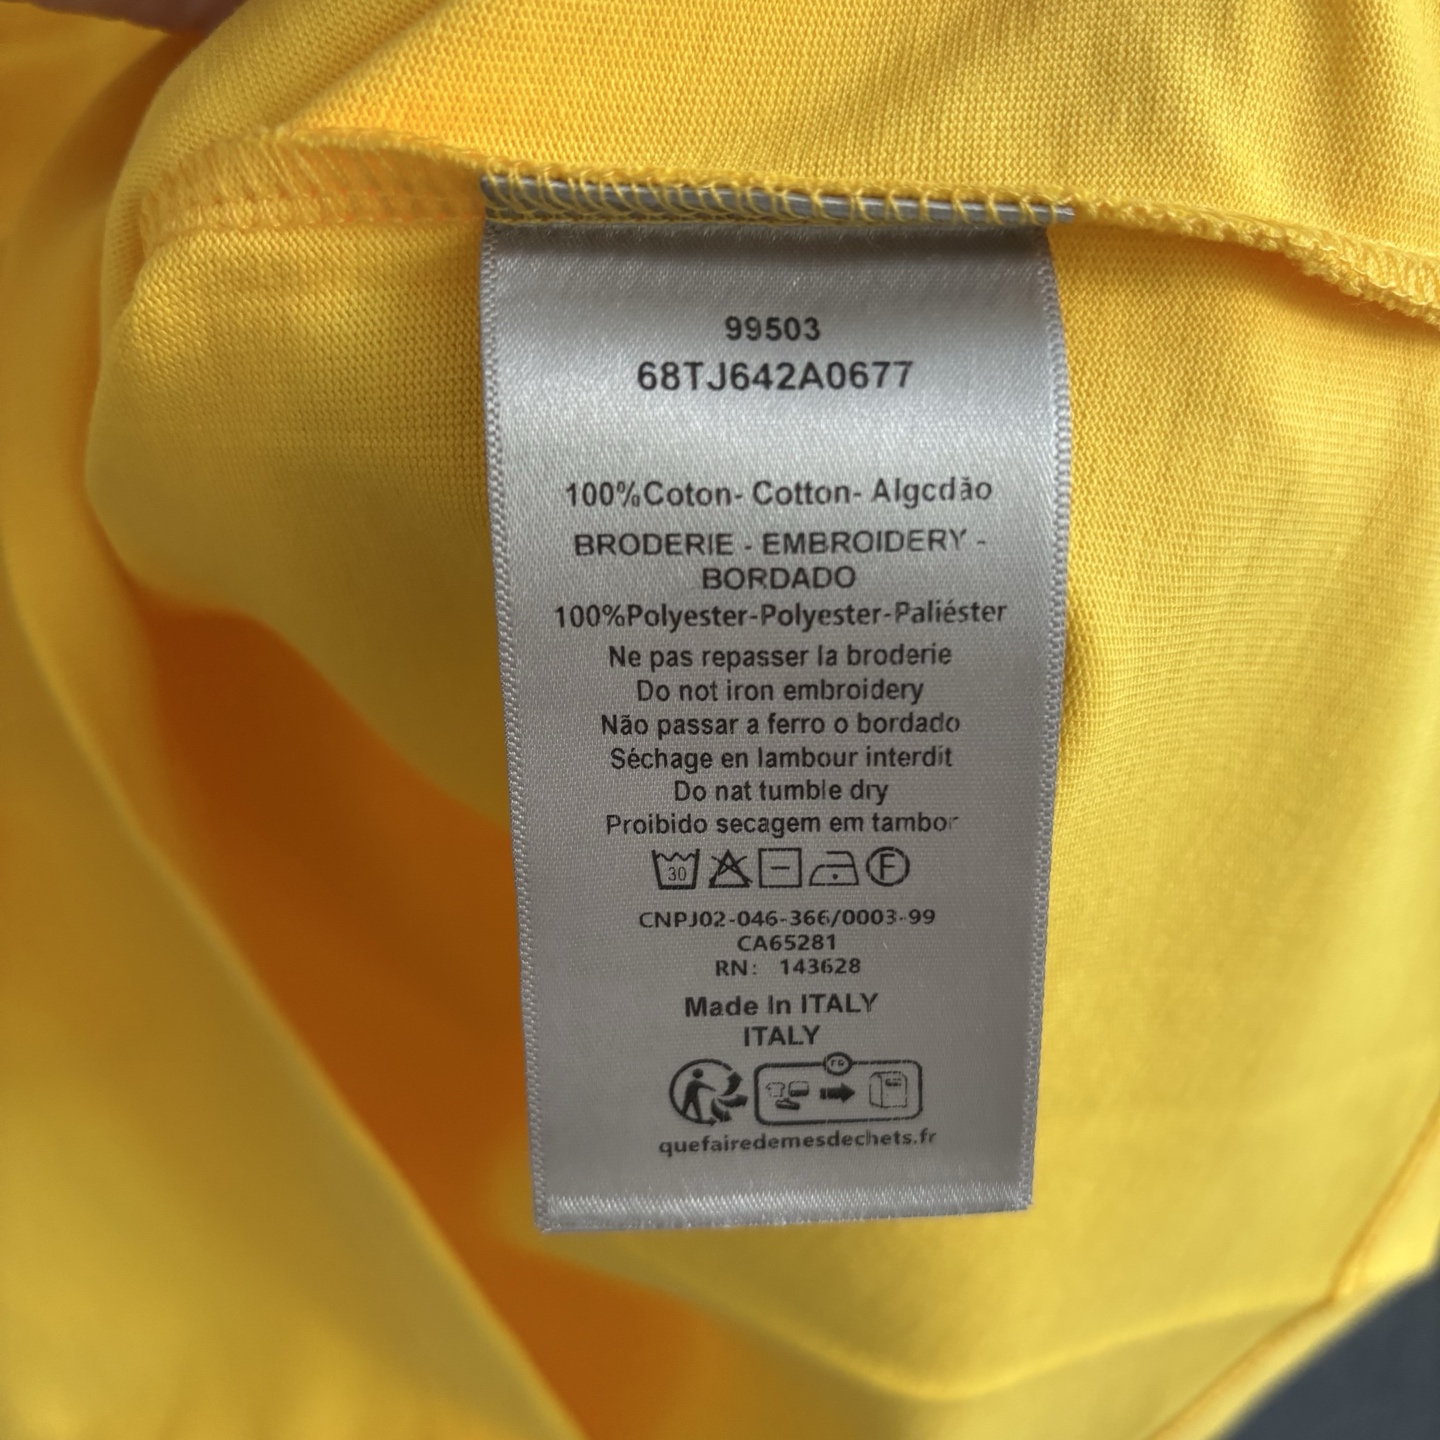 99503
68TJ642A0677
100%Coton- Cotton- Algcdão
BRODERIE - EMBROIDERY -
BORDADO
100%Polyester-Polyester-Paliéster
Ne pas repasser la broderie
Do not iron embroidery
Não passar a ferro o bordado
Séchage en lambour interdit
Do nat tumble dry
Proibido secagem em tambor
30 F
CNPJ02-046-366/0003-99
CA65281
RN: 143628
Made In ITALY
ITALY
quefairedemesdechets.fr